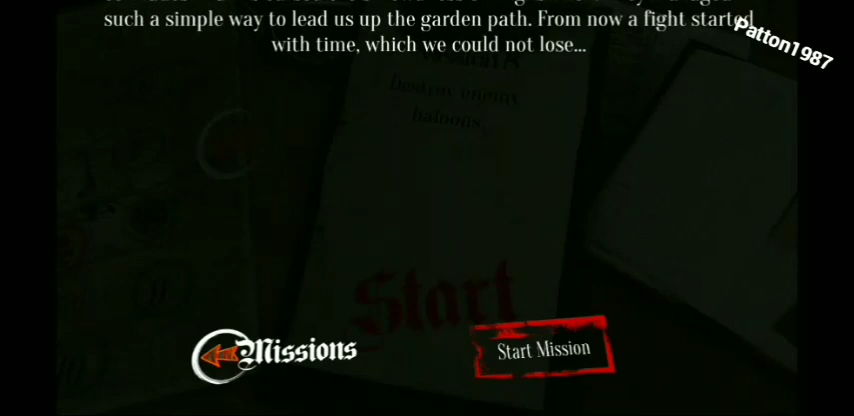 such a simple way to lead us up the garden path. From now a fight started
with time, which we could not lose...
Patton1987
Destroy enemy
baloons.
Start
Missions
Start Mission